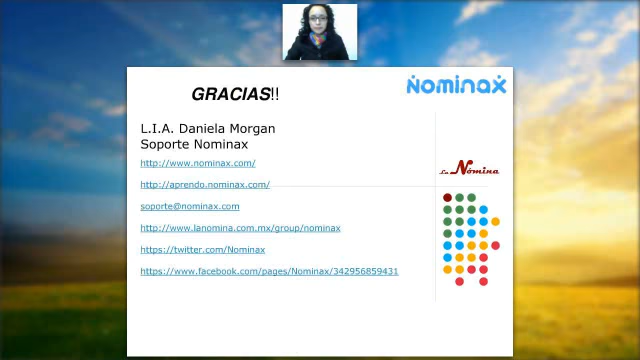 GRACIAS!!
Nominax
L.I.A. Daniela Morgan
Soporte Nominax
http://www.nominax.com/
La Nómina
http://aprendo.nominax.com/
soporte@nominax.com
http://www.lanomina.com.mx/group/nominax
https://twitter.com/Nominax
https://www.facebook.com/pages/Nominax/342956859431